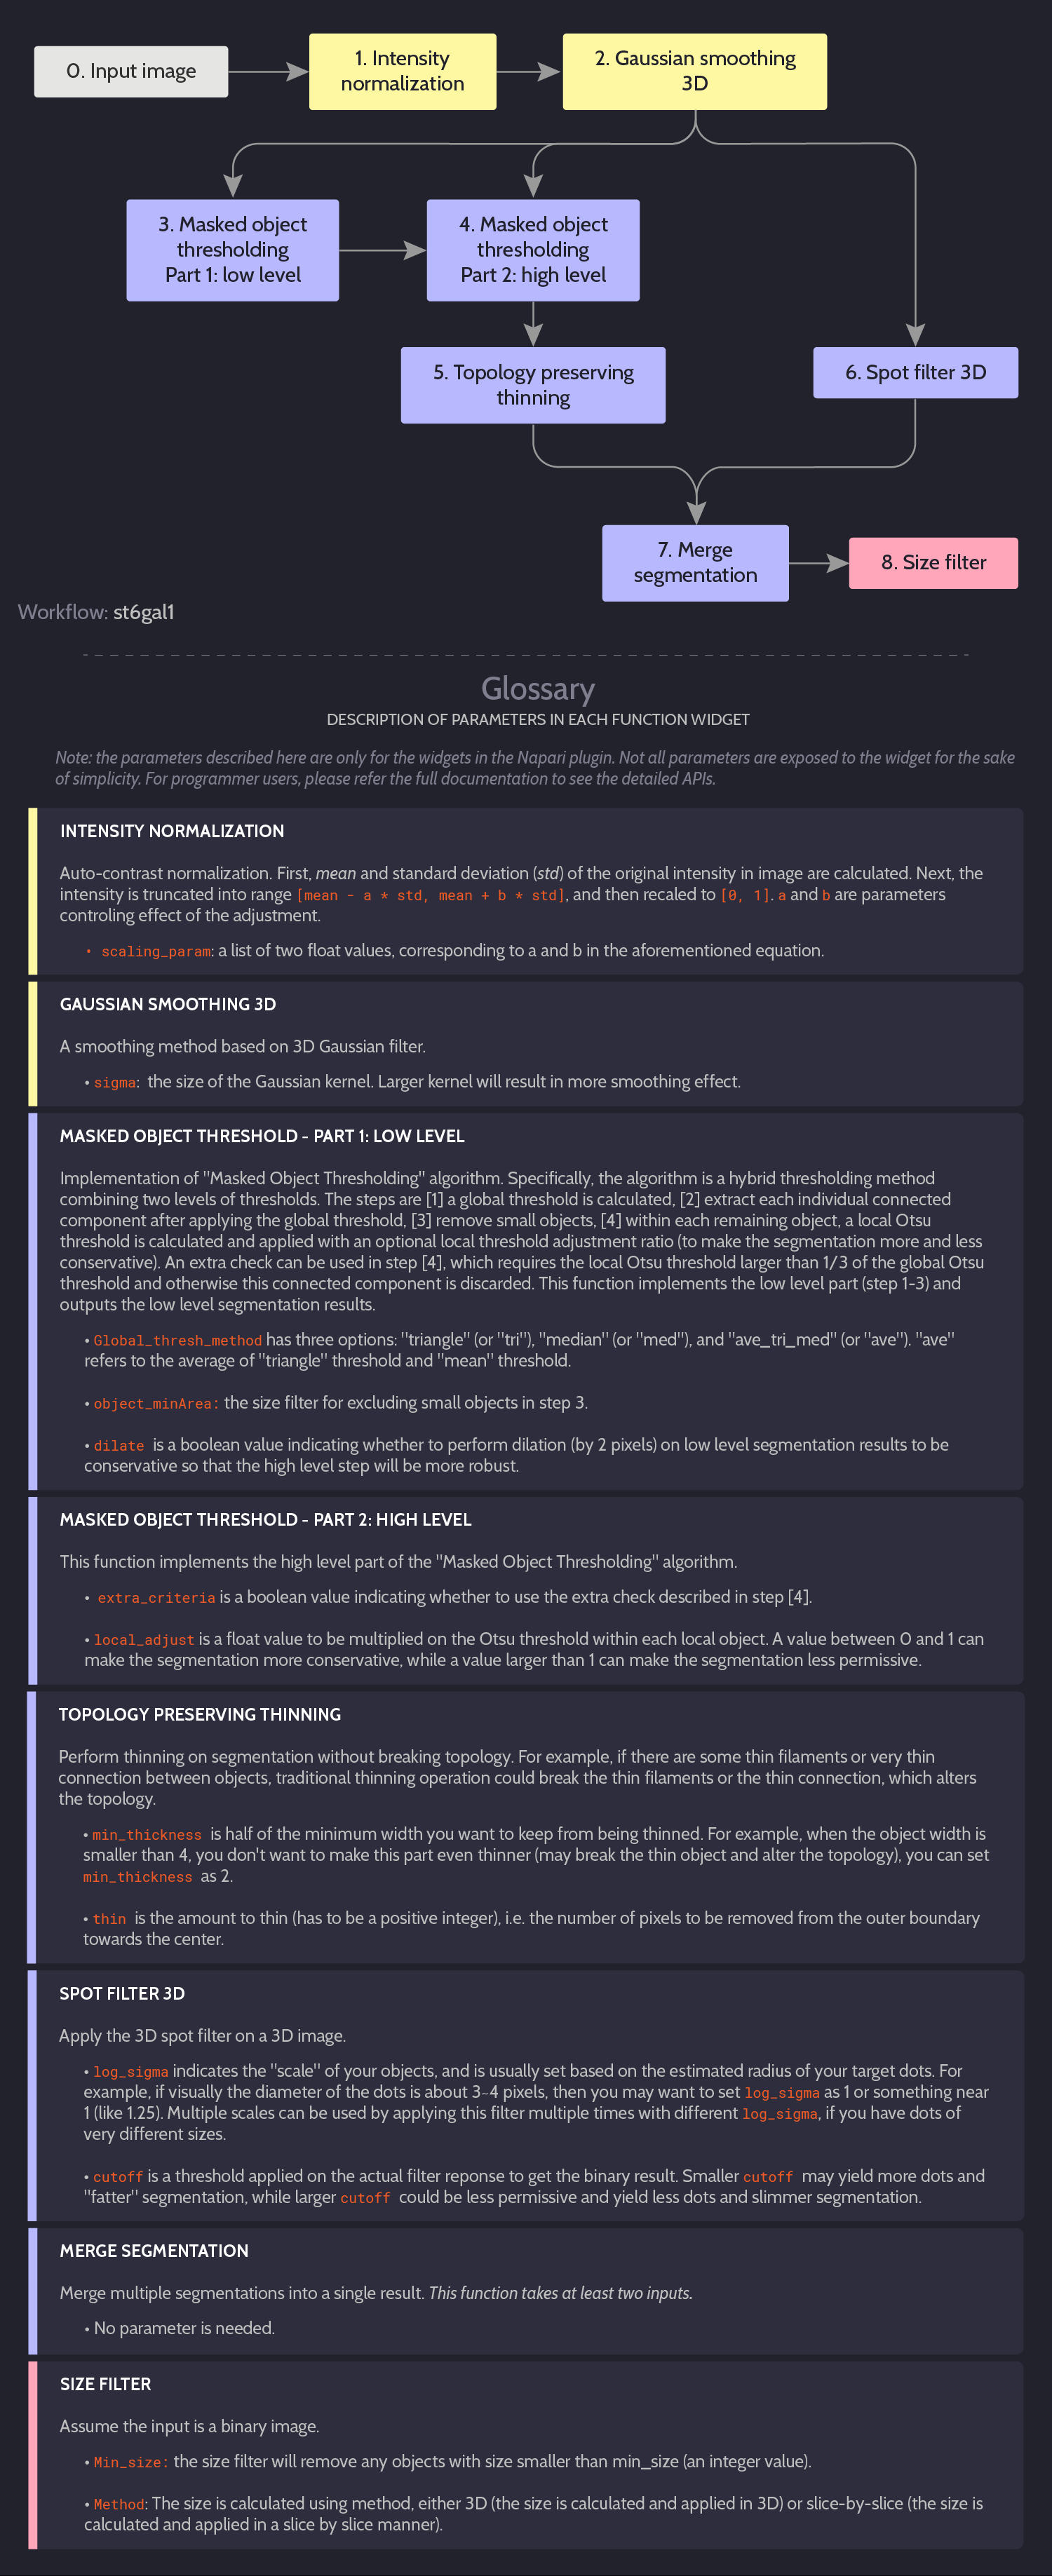 0. Input image
1. Intensity
normalization
2. Gaussian smoothing
3D
3. Masked object
thresholding
Part 1: low level
4. Masked object
thresholding
Part 2: high level
5. Topology preserving
thinning
6. Spot filter 3D
7. Merge
segmentation
8. Size filter
Workflow: st6gal1
Glossary
DESCRIPTION OF PARAMETERS IN EACH FUNCTION WIDGET
Note: the parameters described here are only for the widgets in the Napari plugin. Not all parameters are exposed to the widget for the sake
of simplicity. For programmer users, please refer the full documentation to see the detailed APIs.
INTENSITY NORMALIZATION
Auto-contrast normalization. First, mean and standard deviation (std) of the original intensity in image are calculated. Next, the
intensity is truncated into range [mean - a * std, mean + b * std], and then recaled to [0, 1]. a and b are parameters
controling effect of the adjustment.
• scaling_param: a list of two float values, corresponding to a and b in the aforementioned equation.
GAUSSIAN SMOOTHING 3D
A smoothing method based on 3D Gaussian filter.
• sigma: the size of the Gaussian kernel. Larger kernel will result in more smoothing effect.
MASKED OBJECT THRESHOLD - PART 1: LOW LEVEL
Implementation of "Masked Object Thresholding" algorithm. Specifically, the algorithm is a hybrid thresholding method
combining two levels of thresholds. The steps are [1] a global threshold is calculated, [2] extract each individual connected
component after applying the global threshold, [3] remove small objects, [4] within each remaining object, a local Otsu
threshold is calculated and applied with an optional local threshold adjustment ratio (to make the segmentation more and less
conservative). An extra check can be used in step [4], which requires the local Otsu threshold larger than 1/3 of the global Otsu
threshold and otherwise this connected component is discarded. This function implements the low level part (step 1-3) and
outputs the low level segmentation results.
• Global_thresh_method has three options: "triangle" (or "tri"), "median" (or "med"), and "ave_tri_med" (or "ave"). "ave"
refers to the average of "triangle" threshold and "mean" threshold.
• object_minArea: the size filter for excluding small objects in step 3.
• dilate is a boolean value indicating whether to perform dilation (by 2 pixels) on low level segmentation results to be
conservative so that the high level step will be more robust.
MASKED OBJECT THRESHOLD - PART 2: HIGH LEVEL
This function implements the high level part of the "Masked Object Thresholding" algorithm.
• extra_criteria is a boolean value indicating whether to use the extra check described in step [4].
• local_adjust is a float value to be multiplied on the Otsu threshold within each local object. A value between 0 and 1 can
make the segmentation more conservative, while a value larger than 1 can make the segmentation less permissive.
TOPOLOGY PRESERVING THINNING
Perform thinning on segmentation without breaking topology. For example, if there are some thin filaments or very thin
connection between objects, traditional thinning operation could break the thin filaments or the thin connection, which alters
the topology.
• min_thickness is half of the minimum width you want to keep from being thinned. For example, when the object width is
smaller than 4, you don't want to make this part even thinner (may break the thin object and alter the topology), you can set
min_thickness as 2.
• thin is the amount to thin (has to be a positive integer), i.e. the number of pixels to be removed from the outer boundary
towards the center.
SPOT FILTER 3D
Apply the 3D spot filter on a 3D image.
• log_sigma indicates the "scale" of your objects, and is usually set based on the estimated radius of your target dots. For
example, if visually the diameter of the dots is about 3~4 pixels, then you may want to set log_sigma as 1 or something near
1 (like 1.25). Multiple scales can be used by applying this filter multiple times with different log_sigma, if you have dots of
very different sizes.
• cutoff is a threshold applied on the actual filter reponse to get the binary result. Smaller cutoff may yield more dots and
"fatter" segmentation, while larger cutoff could be less permissive and yield less dots and slimmer segmentation.
MERGE SEGMENTATION
Merge multiple segmentations into a single result. This function takes at least two inputs.
• No parameter is needed.
SIZE FILTER
Assume the input is a binary image.
• Min_size: the size filter will remove any objects with size smaller than min_size (an integer value).
• Method: The size is calculated using method, either 3D (the size is calculated and applied in 3D) or slice-by-slice (the size is
calculated and applied in a slice by slice manner).